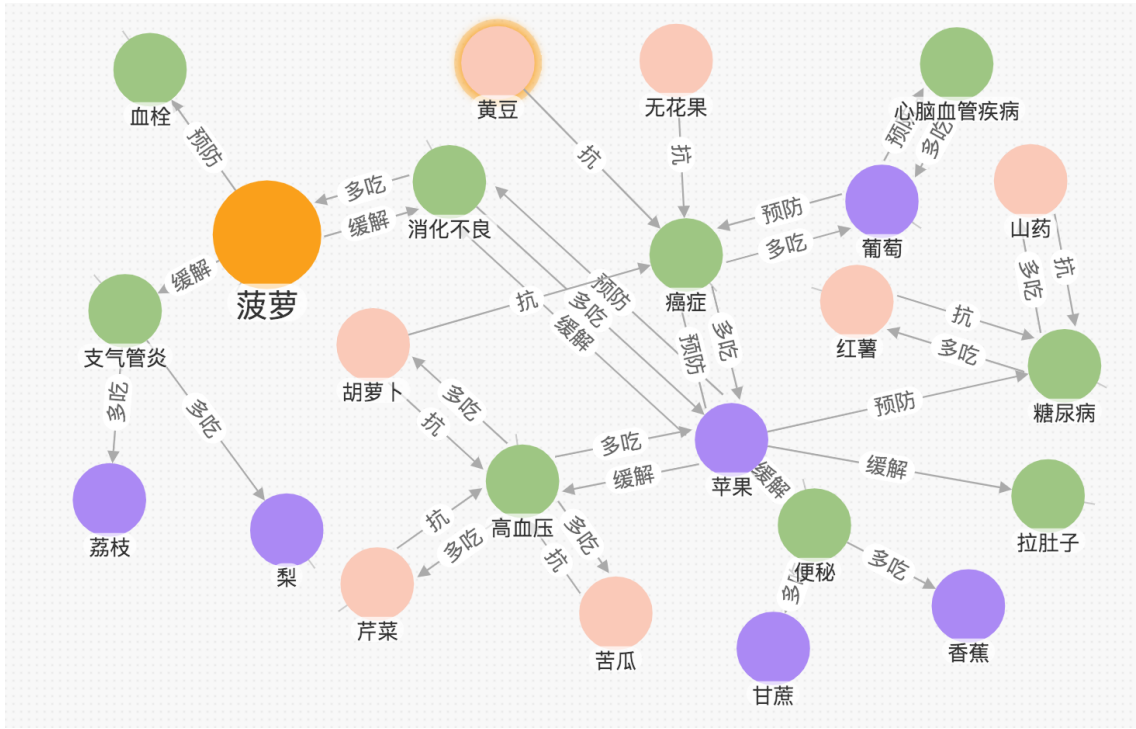 血栓
黄豆
无花果
心脑血管疾病
预防
抗
抗
预防
多吃
多吃
消化不良
山药
缓解
预防
葡萄
多吃
缓解
菠萝
癌症
抗
多吃
抗
预防
多吃
缓解
红薯
抗
支气管炎
胡萝卜
预防
多吃
多吃
糖尿病
多吃
多吃
多吃
抗
预防
多吃
缓解
苹果
缓解
缓解
荔枝
梨
高血压
抗
多吃
多吃
抗
拉肚子
便秘
多吃
多吃
芹菜
苦瓜
香蕉
甘蔗